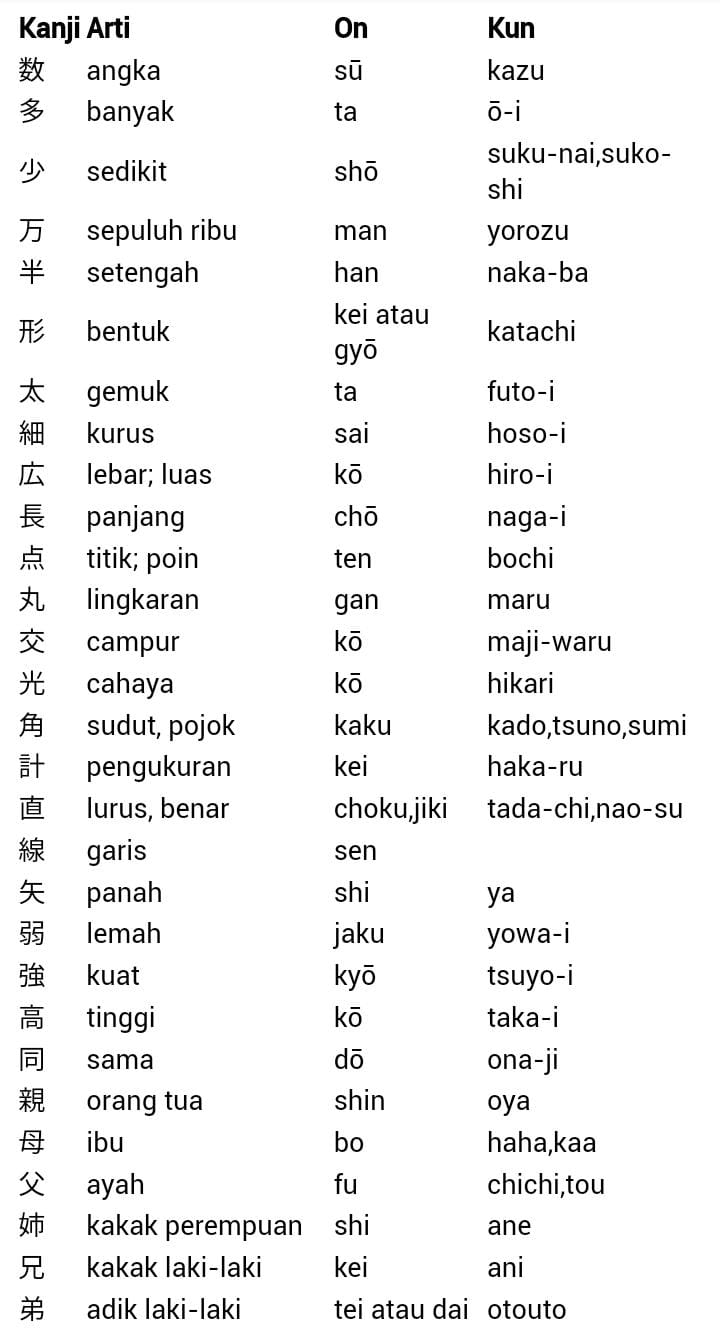 Kanji Arti On Kun
数 angka sū kazu
多 banyak ta ō-i
少 sedikit shō suku-nai,suko-
shi
万 sepuluh ribu man yorozu
半 setengah han naka-ba
形 bentuk kei atau
gyō katachi
太 gemuk ta futo-i
細 kurus sai hoso-i
広 lebar; luas kō hiro-i
長 panjang chō naga-i
点 titik; poin ten bochi
丸 lingkaran gan maru
交 campur kō maji-waru
光 cahaya kō hikari
角 sudut, pojok kaku kado,tsuno,sumi
計 pengukuran kei haka-ru
直 lurus, benar choku,jiki tada-chi,nao-su
線 garis sen
矢 panah shi ya
弱 lemah jaku yowa-i
強 kuat kyō tsuyo-i
高 tinggi kō taka-i
同 sama dō ona-ji
親 orang tua shin oya
母 ibu bo haha,kaa
父 ayah fu chichi,tou
姉 kakak perempuan shi ane
兄 kakak laki-laki kei ani
弟 adik laki-laki tei atau dai otouto